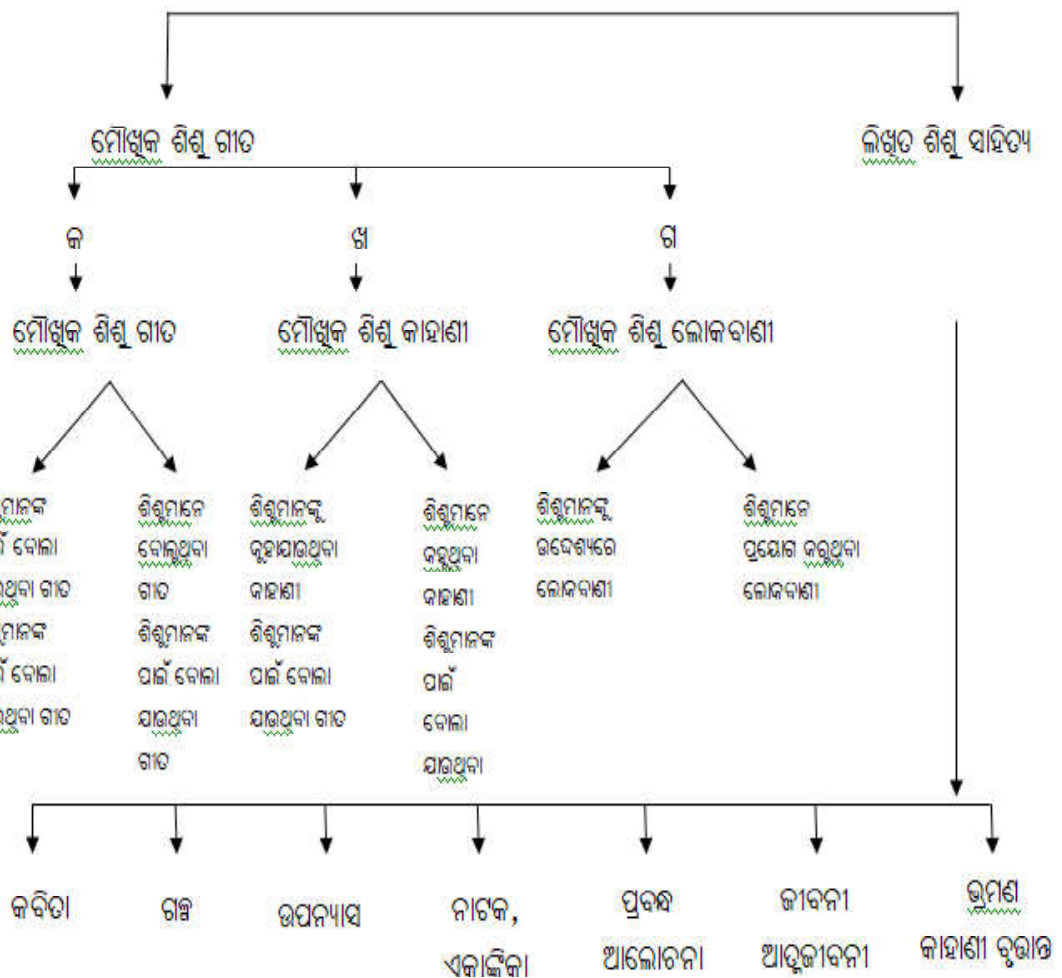 ମୌଖିକ ଶିଶୁ ଗୀତ
ଲିଖିତ ଶିଶୁ ସାହିତ୍ୟ
କ
ଖ
ଗ
ମୌଖିକ ଶିଶୁ ଗୀତ
ମୌଖିକ ଶିଶୁ କାହାଣୀ
ମୌଖିକ ଶିଶୁ ଲୋକବାଣୀ
ବୋଲା
ଗୀତ
ବୋଲା
ଗୀତ
ଶିଶୁମାନେ
ବୋଲୁଥିବା
ଗୀତ
ଶିଶୁମାନଙ୍କ
ପାଇଁ ବୋଲା
ଯାଉଥିବା
ଗୀତ
ଶିଶୁମାନଙ୍କୁ
କୁହାଯାଉଥିବା
କାହାଣୀ
ଶିଶୁମାନଙ୍କ
ପାଇଁ ବୋଲା
ଯାଉଥିବା ଗୀତ
ଶିଶୁମାନେ
କହୁଥିବା
କାହାଣୀ
ଶିଶୁମାନଙ୍କ
ପାଇଁ
ବୋଲା
ଯାଉଥିବା
ଶିଶୁମାନଙ୍କୁ
ଉଦ୍ଦେଶ୍ୟରେ
ଲୋକବାଣୀ
ଶିଶୁମାନେ
ପ୍ରୟୋଗ କରୁଥିବା
ଲୋକବାଣୀ
କବିତା
ଗଳ୍ପ
ଉପନ୍ୟାସ
ନାଟକ,
ଏକାଙ୍କିକା
ପ୍ରବନ୍ଧ
ଆଲୋଚନା
ଜୀବନୀ
ଆତ୍ମଜୀବନୀ
ଭ୍ରମଣ
କାହାଣୀ ବୃତ୍ତାନ୍ତ